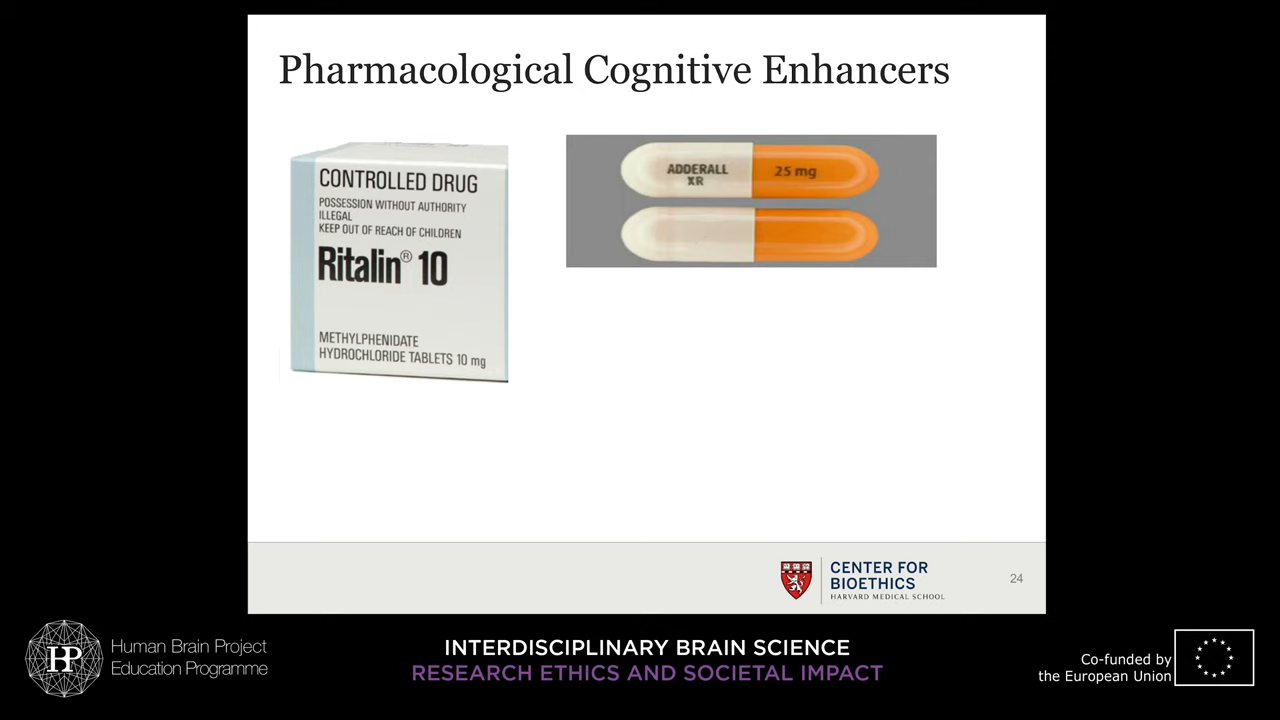 Pharmacological Cognitive Enhancers
CONTROLLED DRUG
POSSESSION WITHOUT AUTHORITY
ILLEGAL
KEEP OUT OF REACH OF CHILDREN
Ritalin® 10
METHYLPHENIDATE
HYDROCHLORIDE TABLETS 10 mg
ADDERALL
XR
25 mg
CENTER FOR
BIOETHICS
HARVARD MEDICAL SCHOOL
24
HP
Human Brain Project
Education Programme
INTERDISCIPLINARY BRAIN SCIENCE
RESEARCH ETHICS AND SOCIETAL IMPACT
Co-funded by
the European Union